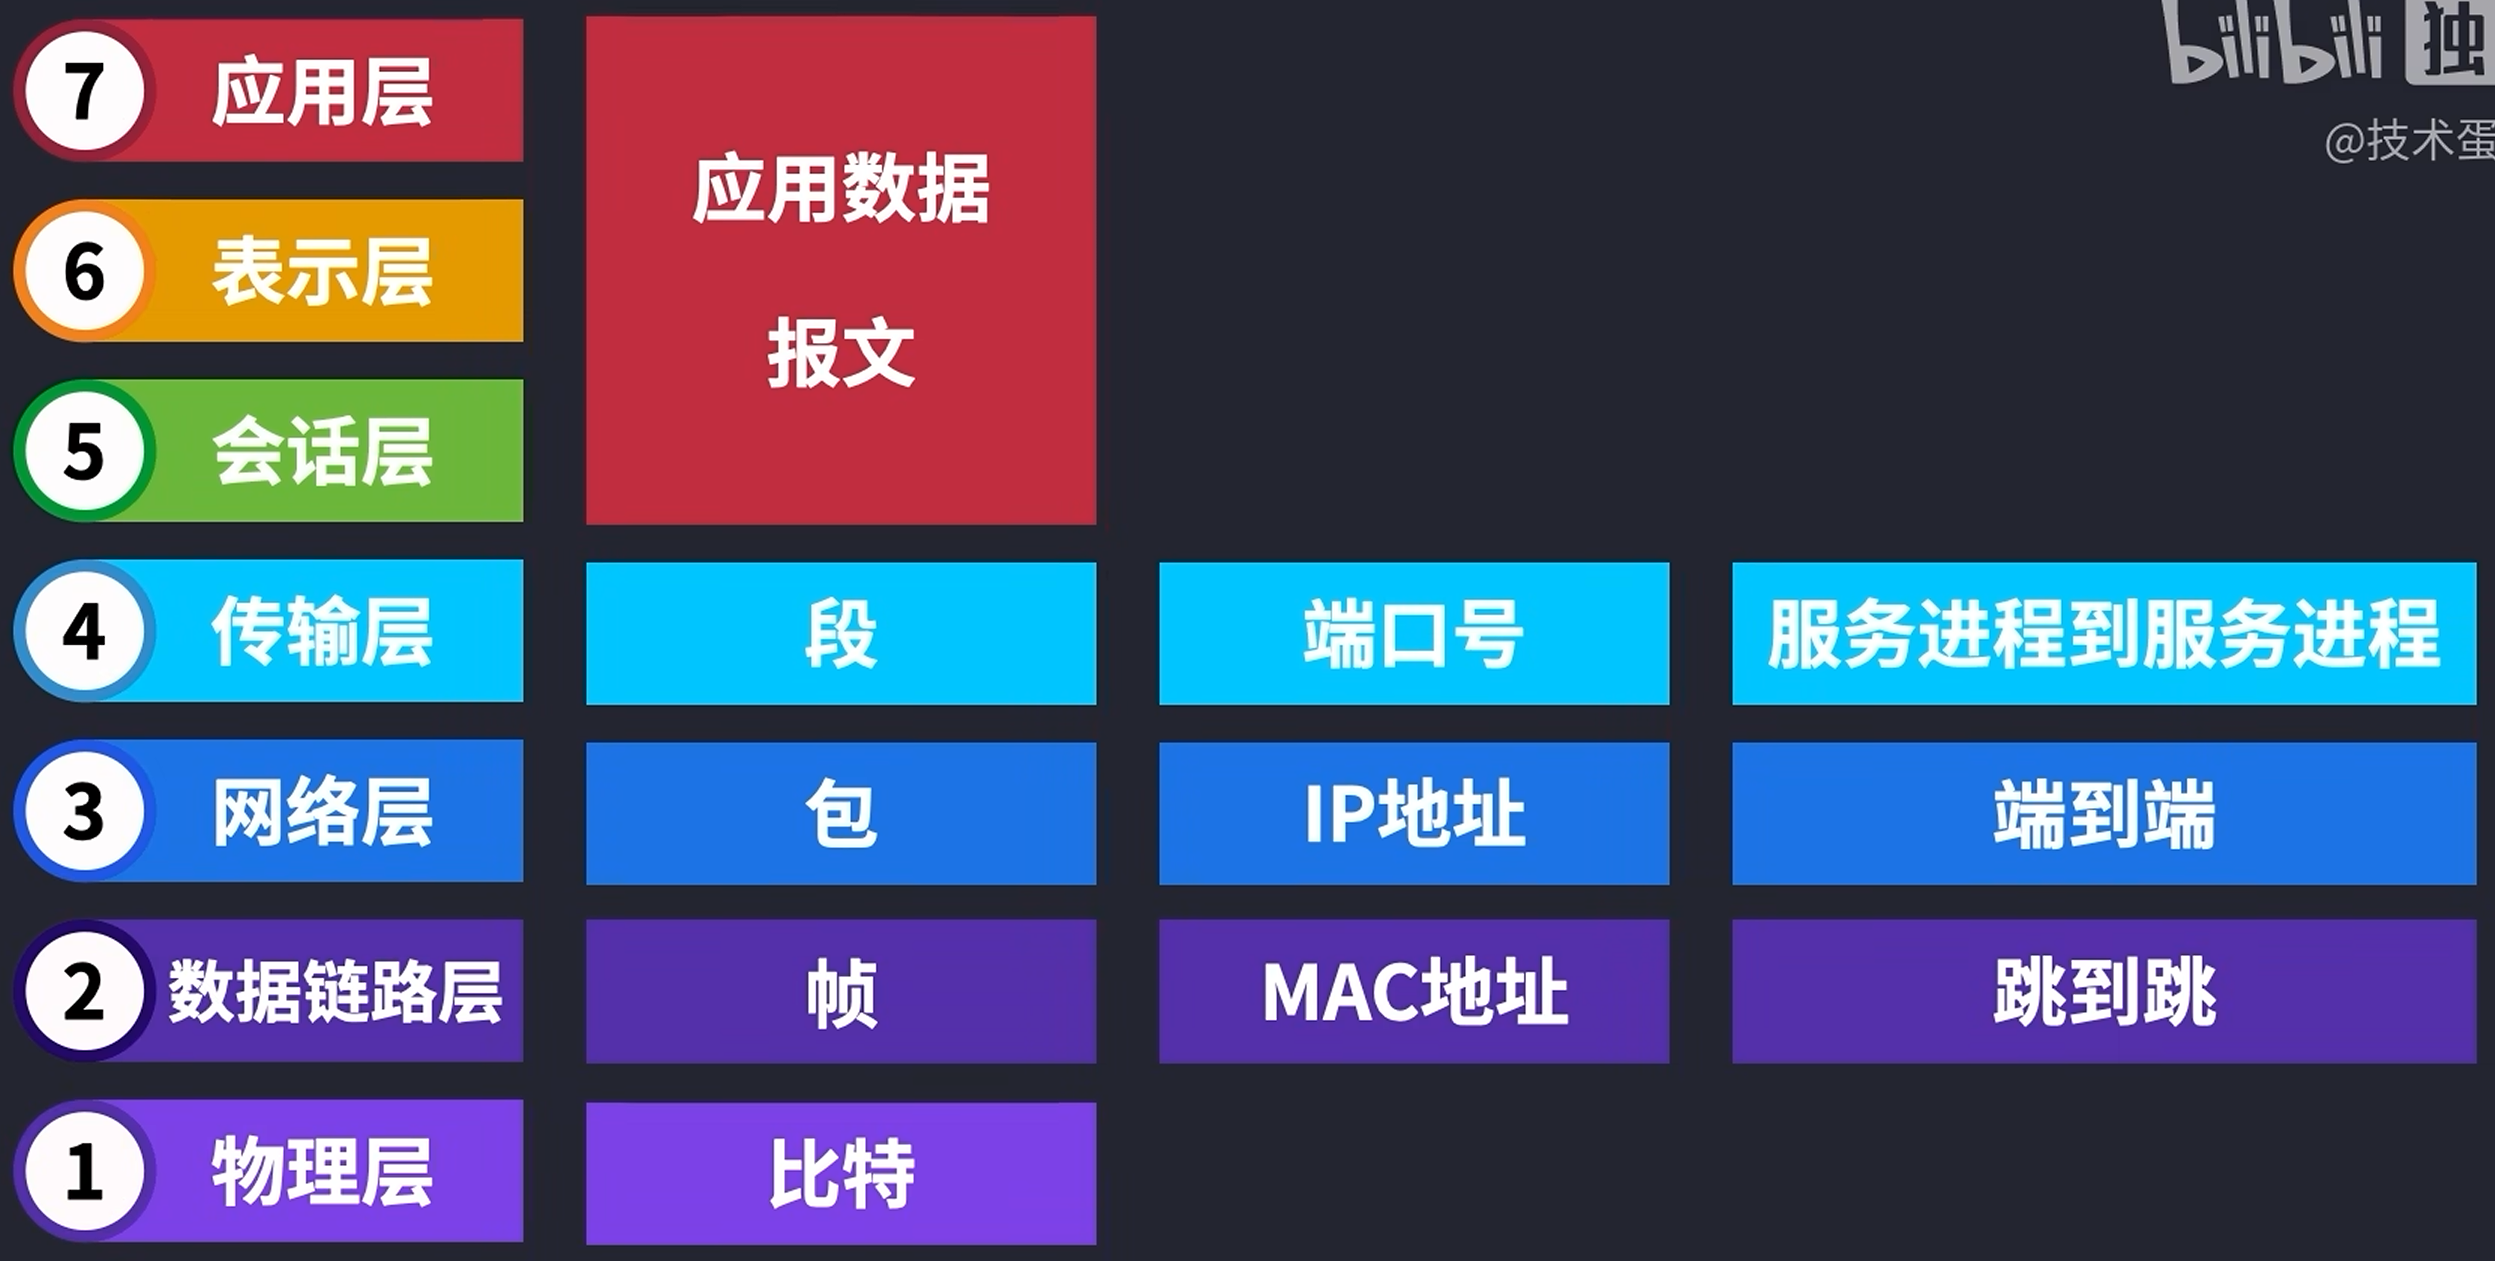 bilibili 独
@技术蛋
7 应用层
应用数据
报文
6 表示层
5 会话层
4 传输层 段 端口号 服务进程到服务进程
3 网络层 包 IP地址 端到端
2 数据链路层 帧 MAC地址 跳到跳
1 物理层 比特